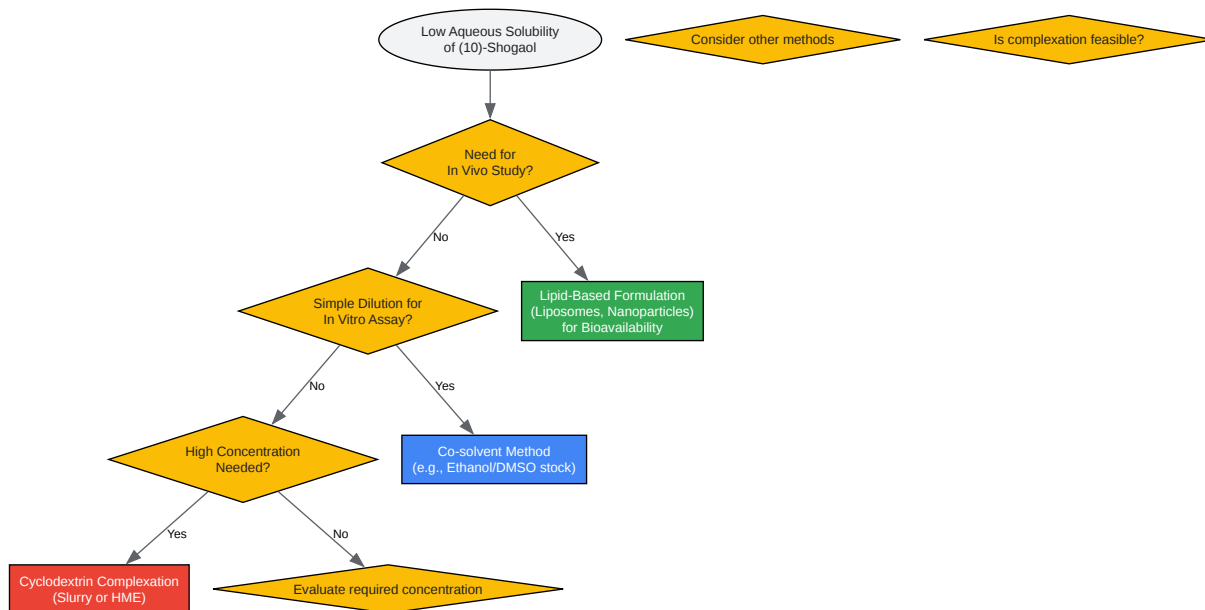 Low Aqueous Solubility
of (10)-Shogaol
Consider other methods
Is complexation feasible?
Need for
In Vivo Study?
No
Yes
Simple Dilution for
In Vitro Assay?
Lipid-Based Formulation
(Liposomes, Nanoparticles)
for Bioavailability
No
Yes
High Concentration
Needed?
Co-solvent Method
(e.g., Ethanol/DMSO stock)
Yes
No
Cyclodextrin Complexation
(Slurry or HME)
Evaluate required concentration